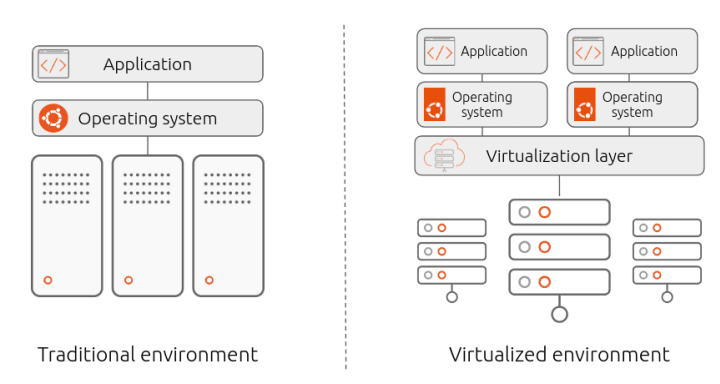 Application
Operating system
Traditional environment
</> Application
</> Application
Operating
system
Operating
system
Virtualization layer
Virtualized environment